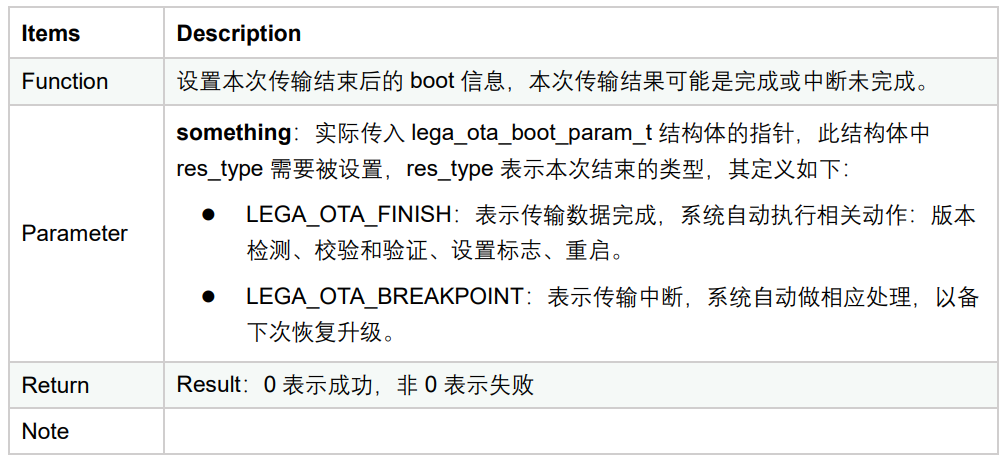 Items Description
Function 设置本次传输结束后的 boot 信息，本次传输结果可能是完成或中断未完成。
something：实际传入 lega_ota_boot_param_t 结构体的指针，此结构体中
res_type 需要被设置，res_type 表示本次结束的类型，其定义如下：
● LEGA_OTA_FINISH：表示传输数据完成，系统自动执行相关动作：版本
检测、校验和验证、设置标志、重启。
Parameter
● LEGA_OTA_BREAKPOINT：表示传输中断，系统自动做相应处理，以备
下次恢复升级。
Return Result：0 表示成功，非 0 表示失败
Note